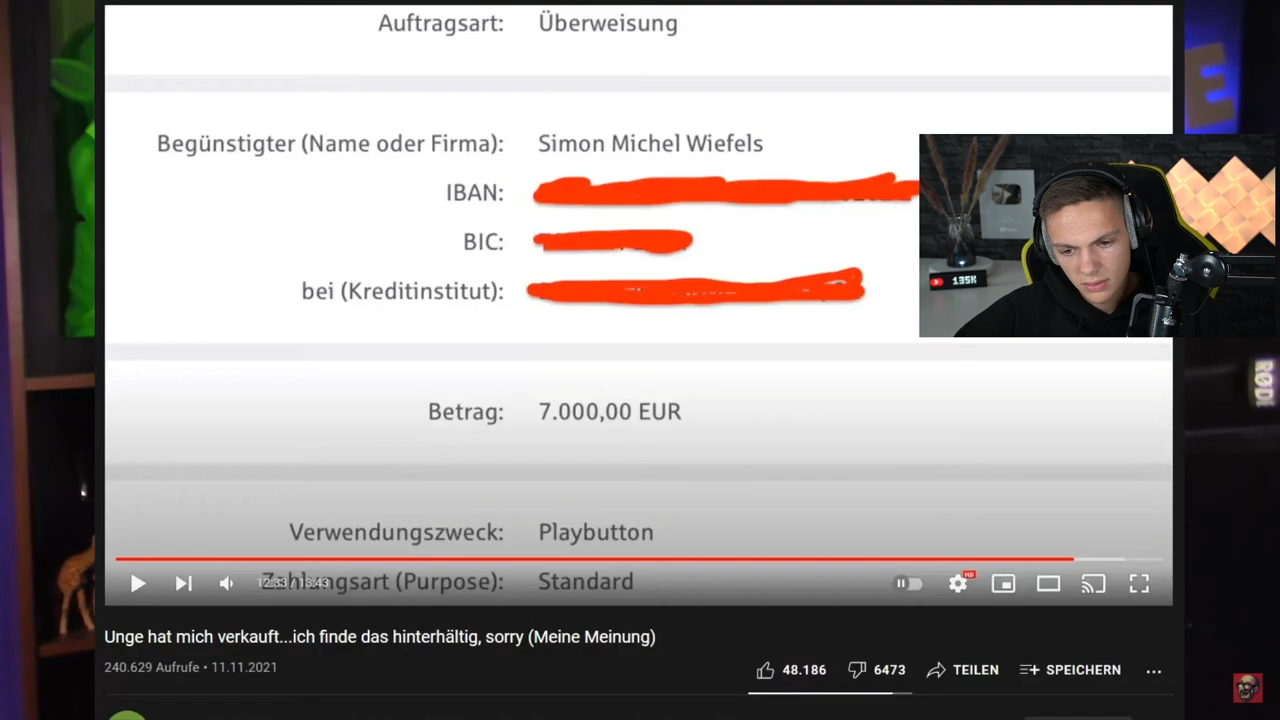 Auftragsart: Überweisung
Begünstigter (Name oder Firma): Simon Michel Wiefels
IBAN:
BIC:
bei (Kreditinstitut):
Betrag: 7.000,00 EUR
Verwendungszweck: Playbutton
Zahlungsart (Purpose): Standard
12:33 / 13:43
HD
135K
E
RØDE
Unge hat mich verkauft...ich finde das hinterhältig, sorry (Meine Meinung)
240.629 Aufrufe • 11.11.2021
48.186
6473
TEILEN
SPEICHERN